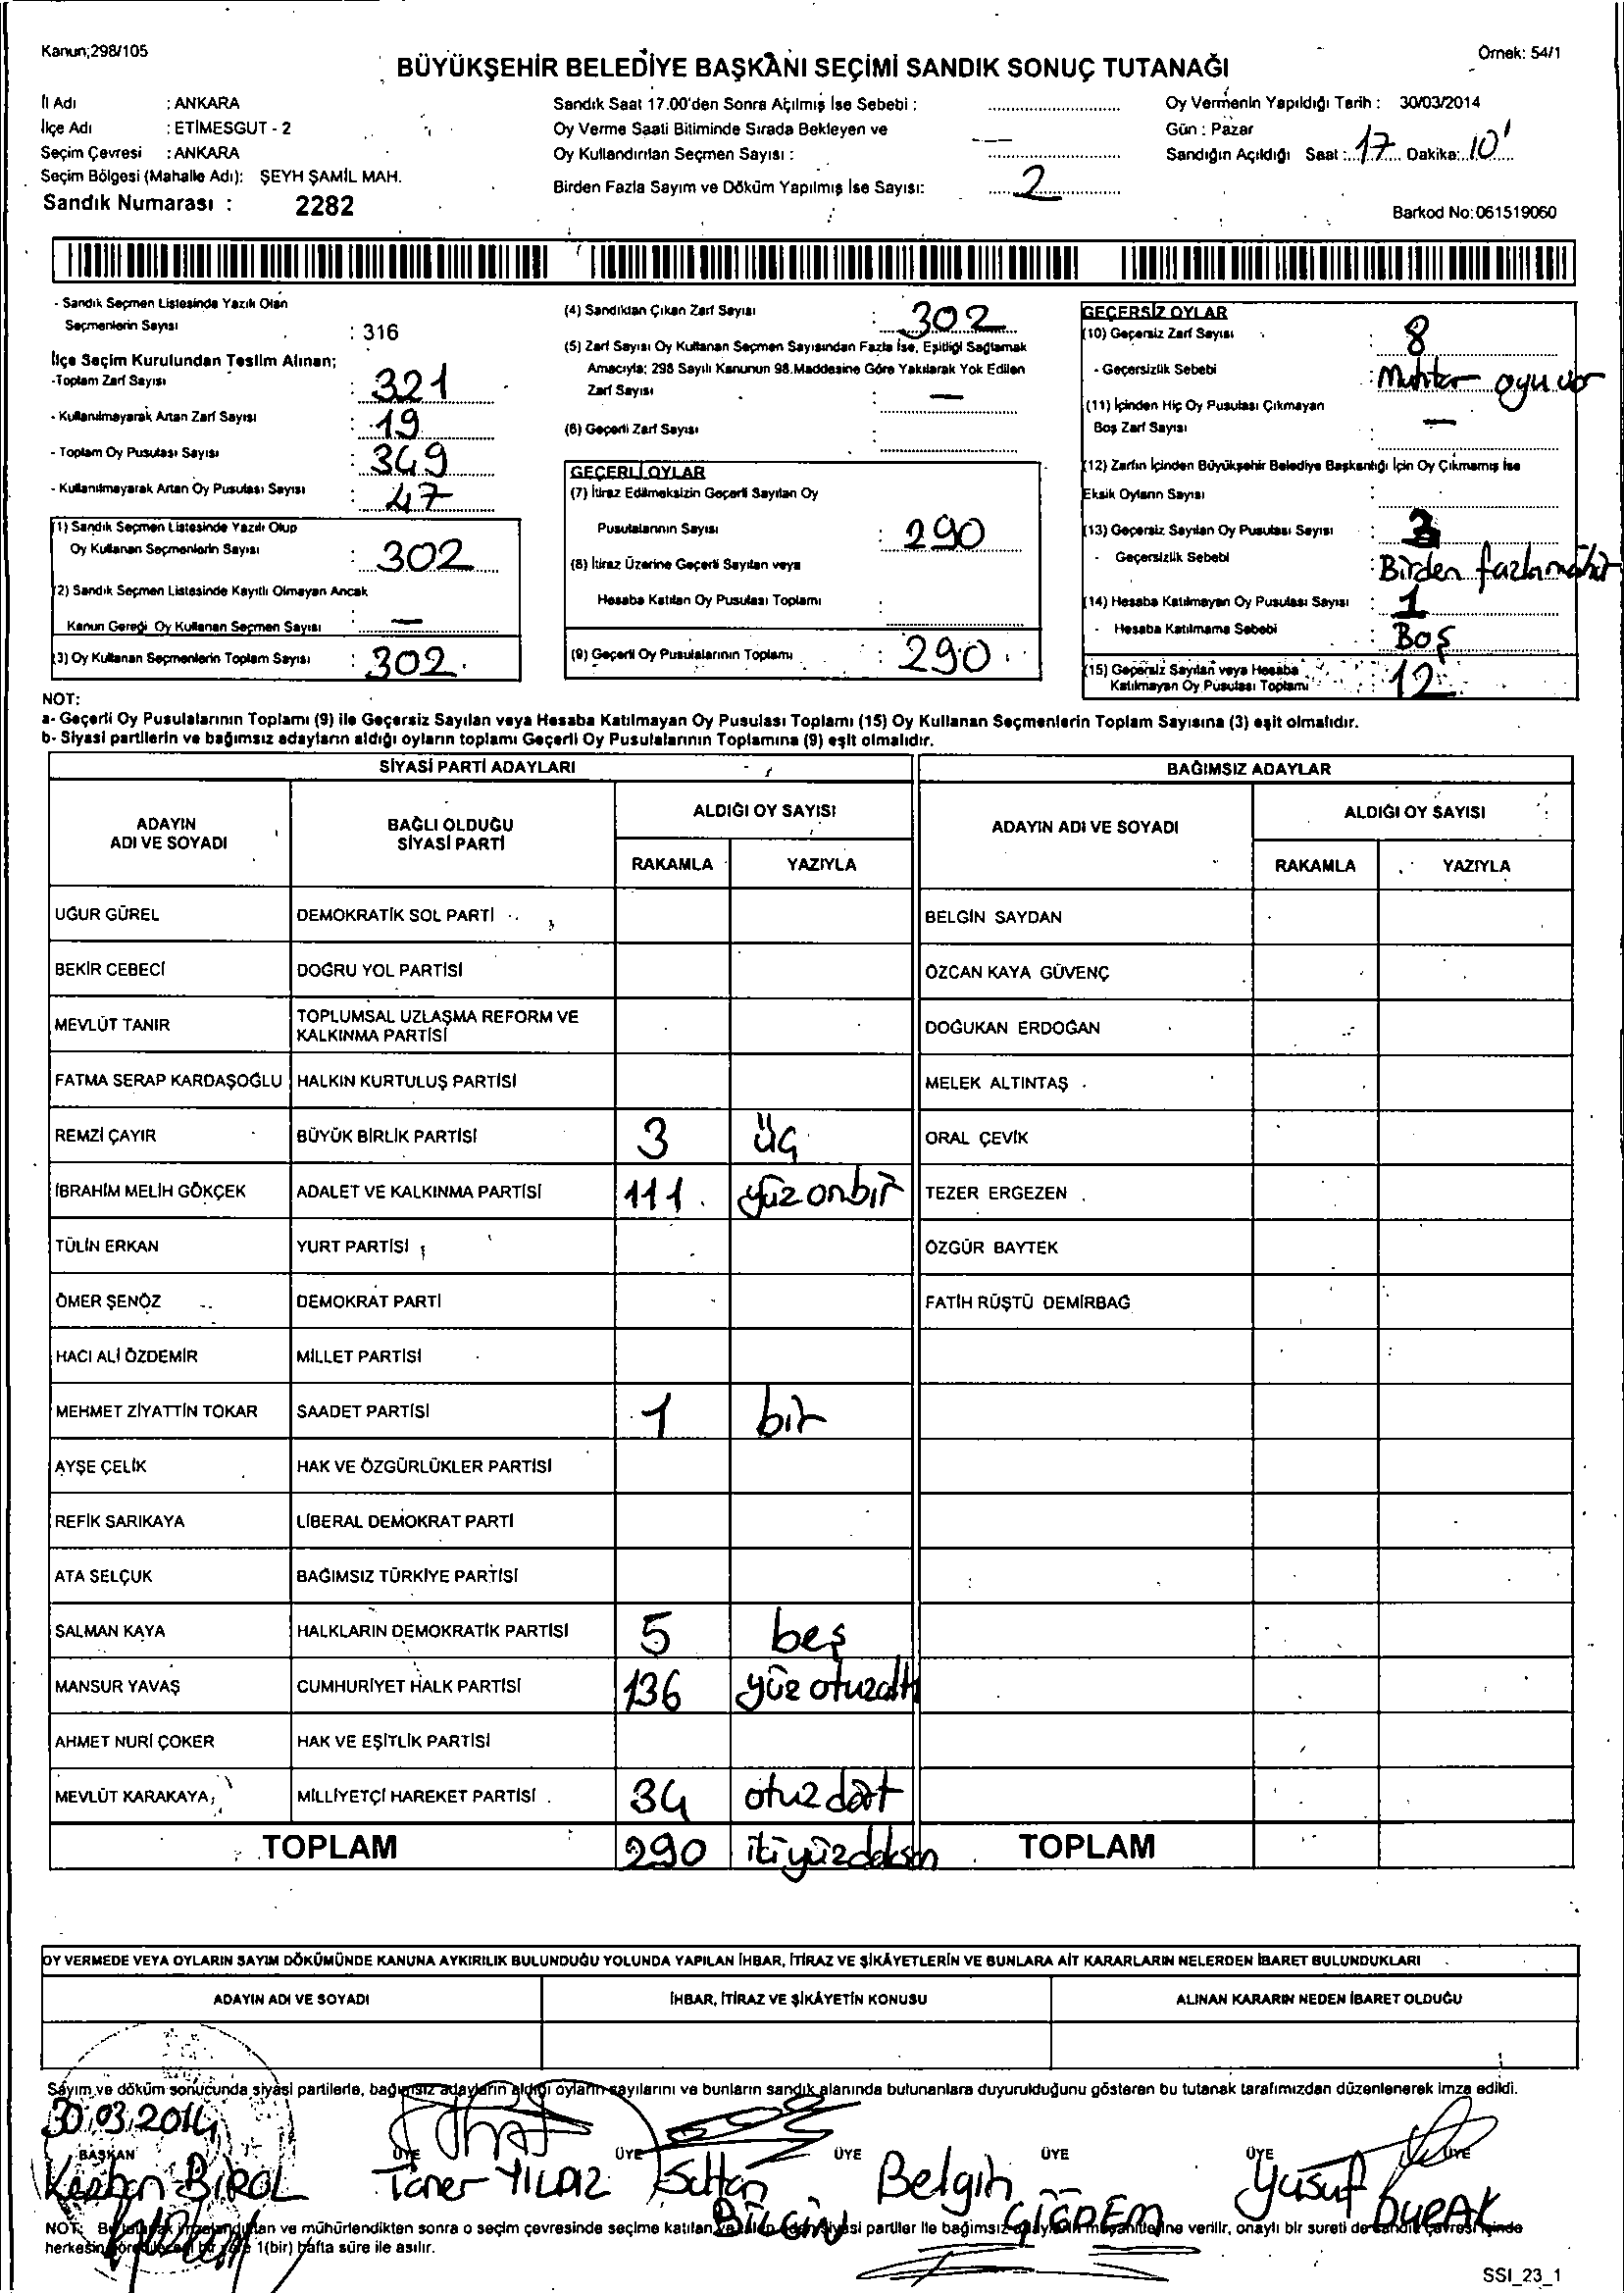 Kanun;298/105
Örnek: 54/1
BÜYÜKŞEHİR BELEDİYE BAŞKANI SEÇİMİ SANDIK SONUÇ TUTANAĞI
İl Adı : ANKARA
İlçe Adı : ETİMESGUT - 2
Seçim Çevresi : ANKARA
Seçim Bölgesi (Mahalle Adı): ŞEYH ŞAMİL MAH.
Sandık Numarası : 2282
Sandık Saat 17.00'den Sonra Açılmış İse Sebebi :
Oy Verme Saati Bitiminde Sırada Bekleyen ve
Oy Kullandırılan Seçmen Sayısı : —
Birden Fazla Sayım ve Döküm Yapılmış İse Sayısı: 2
Oy Vermenin Yapıldığı Tarih : 30/03/2014
Gün : Pazar
Sandığın Açıldığı Saat : 17 Dakika: 10'
Barkod No:061519060
- Sandık Seçmen Listesinde Yazılı Olan
Seçmenlerin Sayısı : 316
İlçe Seçim Kurulundan Teslim Alınan;
-Toplam Zarf Sayısı : 321
- Kullanılmayarak Artan Zarf Sayısı : 19
- Toplam Oy Pusulası Sayısı : 349
- Kullanılmayarak Artan Oy Pusulası Sayısı : 47
(1) Sandık Seçmen Listesinde Yazılı Olup
Oy Kullanan Seçmenlerin Sayısı : 302
(2) Sandık Seçmen Listesinde Kayıtlı Olmayan Ancak
Kanun Gereği Oy Kullanan Seçmen Sayısı : —
(3) Oy Kullanan Seçmenlerin Toplam Sayısı : 302
(4) Sandıktan Çıkan Zarf Sayısı : 302
(5) Zarf Sayısı Oy Kullanan Seçmen Sayısından Fazla İse, Eşitliği Sağlamak
Amacıyla; 298 Sayılı Kanunun 98.Maddesine Göre Yakılarak Yok Edilen
Zarf Sayısı : —
(6) Geçerli Zarf Sayısı :
GEÇERLİ OYLAR
(7) İtiraz Edilmeksizin Geçerli Sayılan Oy
Pusulalarının Sayısı : 290
(8) İtiraz Üzerine Geçerli Sayılan veya
Hesaba Katılan Oy Pusulası Toplamı :
(9) Geçerli Oy Pusulalarının Toplamı : 290
GEÇERSİZ OYLAR
(10) Geçersiz Zarf Sayısı : 8
- Geçersizlik Sebebi : Muhtar oyu var
(11) İçinden Hiç Oy Pusulası Çıkmayan
Boş Zarf Sayısı : —
(12) Zarfın İçinden Büyükşehir Belediye Başkanlığı İçin Oy Çıkmamış İse
Eksik Oyların Sayısı :
(13) Geçersiz Sayılan Oy Pusulası Sayısı : 3
- Geçersizlik Sebebi : Birden fazla mühür
(14) Hesaba Katılmayan Oy Pusulası Sayısı : 1
- Hesaba Katılmama Sebebi : Boş
(15) Geçersiz Sayılan veya Hesaba
Katılmayan Oy Pusulası Toplamı : 12
NOT:
a- Geçerli Oy Pusulalarının Toplamı (9) ile Geçersiz Sayılan veya Hesaba Katılmayan Oy Pusulası Toplamı (15) Oy Kullanan Seçmenlerin Toplam Sayısına (3) eşit olmalıdır.
b- Siyasi partilerin ve bağımsız adayların aldığı oyların toplamı Geçerli Oy Pusulalarının Toplamına (9) eşit olmalıdır.
SİYASİ PARTİ ADAYLARI
BAĞIMSIZ ADAYLAR
ADAYIN ADI VE SOYADI
BAĞLI OLDUĞU SİYASİ PARTİ
ALDIĞI OY SAYISI
RAKAMLA YAZIYLA
ADAYIN ADI VE SOYADI
ALDIĞI OY SAYISI
RAKAMLA YAZIYLA
UĞUR GÜREL DEMOKRATİK SOL PARTİ BELGİN SAYDAN
BEKİR CEBECİ DOĞRU YOL PARTİSİ ÖZCAN KAYA GÜVENÇ
MEVLÜT TANIR TOPLUMSAL UZLAŞMA REFORM VE KALKINMA PARTİSİ DOĞUKAN ERDOĞAN
FATMA SERAP KARDAŞOĞLU HALKIN KURTULUŞ PARTİSİ MELEK ALTINTAŞ
REMZİ ÇAYIR BÜYÜK BİRLİK PARTİSİ 3 üç ORAL ÇEVİK
İBRAHİM MELİH GÖKÇEK ADALET VE KALKINMA PARTİSİ 111 yüzonbir TEZER ERGEZEN
TÜLİN ERKAN YURT PARTİSİ ÖZGÜR BAYTEK
ÖMER ŞENÖZ DEMOKRAT PARTİ FATİH RÜŞTÜ DEMİRBAĞ
HACI ALİ ÖZDEMİR MİLLET PARTİSİ
MEHMET ZİYATTİN TOKAR SAADET PARTİSİ 1 bir
AYŞE ÇELİK HAK VE ÖZGÜRLÜKLER PARTİSİ
REFİK SARIKAYA LİBERAL DEMOKRAT PARTİ
ATA SELÇUK BAĞIMSIZ TÜRKİYE PARTİSİ
SALMAN KAYA HALKLARIN DEMOKRATİK PARTİSİ 5 beş
MANSUR YAVAŞ CUMHURİYET HALK PARTİSİ 136 yüz otuzaltı
AHMET NURİ ÇOKER HAK VE EŞİTLİK PARTİSİ
MEVLÜT KARAKAYA MİLLİYETÇİ HAREKET PARTİSİ 34 otuz dört
TOPLAM 290 ikiyüzdoksan TOPLAM
OY VERMEDE VEYA OYLARIN SAYIM DÖKÜMÜNDE KANUNA AYKIRILIK BULUNDUĞU YOLUNDA YAPILAN İHBAR, İTİRAZ VE ŞİKÂYETLERİN VE BUNLARA AİT KARARLARIN NELERDEN İBARET BULUNDUKLARI
ADAYIN ADI VE SOYADI İHBAR, İTİRAZ VE ŞİKÂYETİN KONUSU ALINAN KARARIN NEDEN İBARET OLDUĞU
Sayım ve döküm sonucunda siyasi partilerle, bağımsız adayların aldığı oyların sayılarını ve bunların sandık alanında bulunanlara duyurulduğunu gösteren bu tutanak tarafımızdan düzenlenerek imza edildi.
30.03.2014
BAŞKAN ÜYE ÜYE ÜYE ÜYE ÜYE ÜYE
Kezban BİROL Taner YILDIZ Sultan BİLGİN Belgin ÇİĞDEM Yusuf DURAK
NOT: Bu tutanak imzalandıktan ve mühürlendikten sonra o seçim çevresinde seçime katılan siyasi partiler ile bağımsız verilir, onaylı bir sureti de sandık çevresi içinde
herkesin 1(bir) hafta süre ile asılır.
SSI_23_1